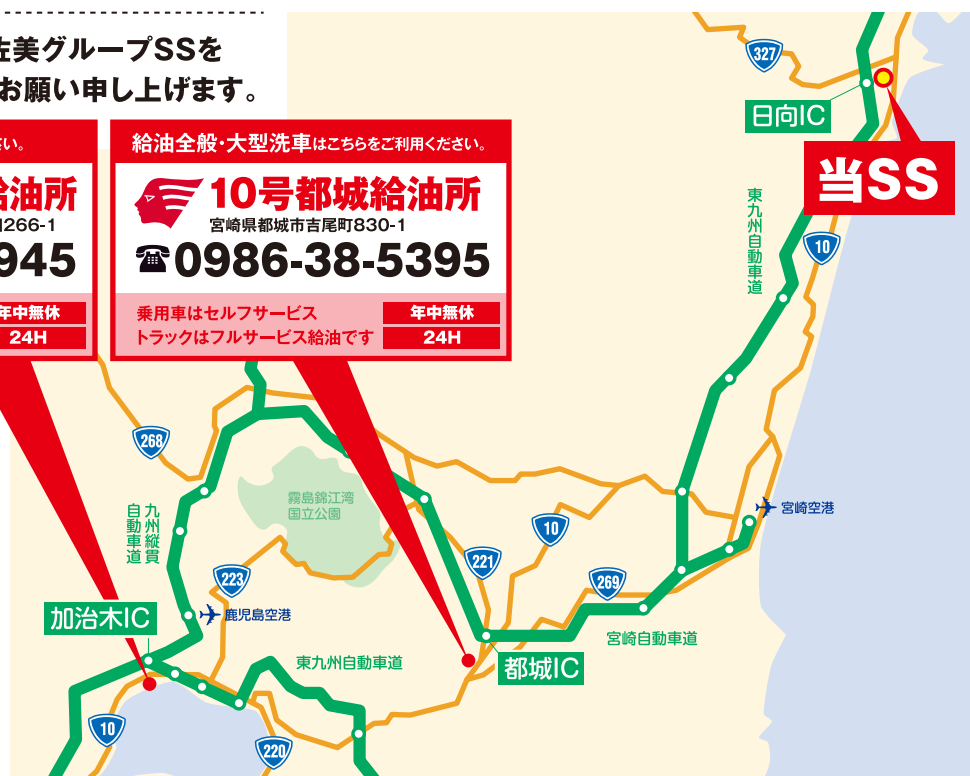 佐美グループSSを
お願い申し上げます。
さい。
給油所
266-1
945
年中無休
24H
給油全般・大型洗車はこちらをご利用ください。
10号都城給油所
宮崎県都城市吉尾町830-1
0986-38-5395
乗用車はセルフサービス
トラックはフルサービス給油です
年中無休
24H
327
日向IC
当SS
東九州自動車道
10
268
霧島錦江湾
国立公園
九州縦貫
自動車道
宮崎空港
10
221
223
269
加治木IC
鹿児島空港
宮崎自動車道
東九州自動車道
都城IC
10
220